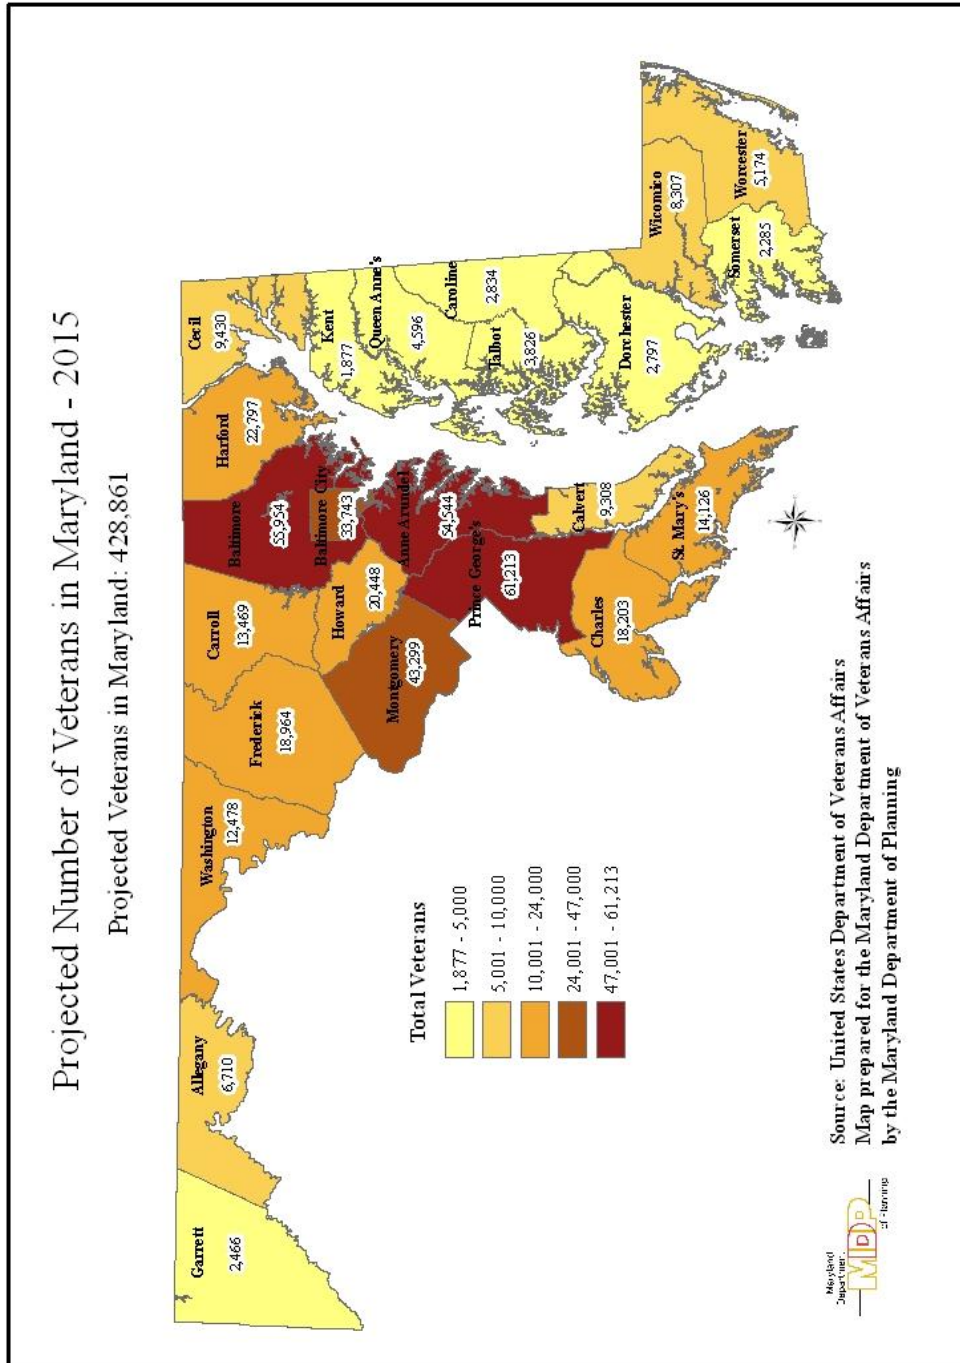 Projected Number of Veterans in Maryland - 2015
Projected Veterans in Maryland: 428,861
Garrett
2,466
Allegany
6,710
Washington
12,478
Frederick
18,964
Carroll
13,469
Baltimore
55,954
Harford
22,797
Cecil
9,430
Howard
20,448
Baltimore City
33,743
Montgomery
43,299
Anne Arundel
54,544
Prince George's
61,213
Kent
1,877
Queen Anne's
4,596
Caroline
2,834
Talbot
3,826
Dorchester
2,797
Calvert
9,308
Charles
18,203
St. Mary's
14,126
Wicomico
8,307
Worcester
5,174
Somerset
2,285
Total Veterans
1,877 - 5,000
5,001 - 10,000
10,001 - 24,000
24,001 - 47,000
47,001 - 61,213
Maryland
Department
MDP
of Planning
Source: United States Department of Veterans Affairs
Map prepared for the Maryland Department of Veterans Affairs
by the Maryland Department of Planning